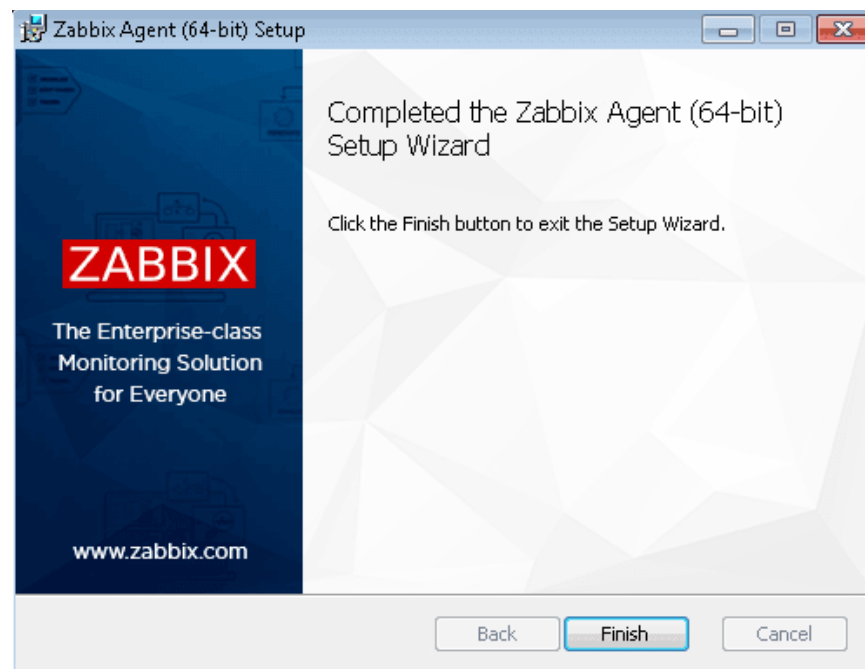 Zabbix Agent (64-bit) Setup
Completed the Zabbix Agent (64-bit)
Setup Wizard
Click the Finish button to exit the Setup Wizard.
ZABBIX
The Enterprise-class
Monitoring Solution
for Everyone
www.zabbix.com
Back Finish Cancel